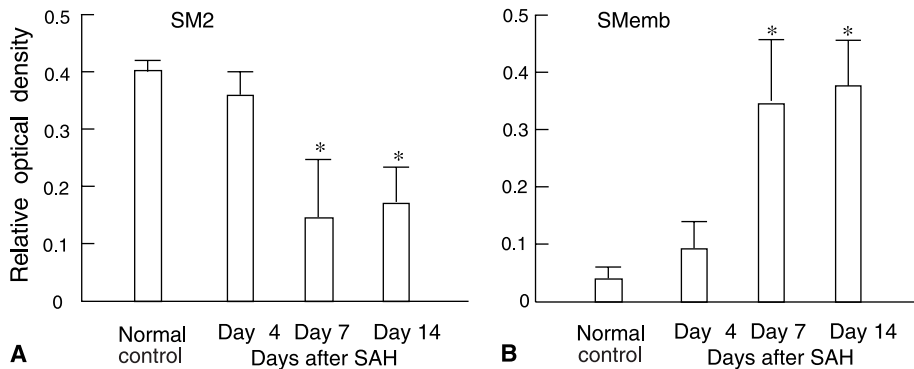 SM2
Relative optical density
0.5
0.4
0.3
0.2
0.1
0
*
*
Normal control
Day 4
Day 7
Day 14
Days after SAH
A
SMemb
0.5
0.4
0.3
0.2
0.1
0
*
*
Normal control
Day 4
Day 7
Day 14
Days after SAH
B